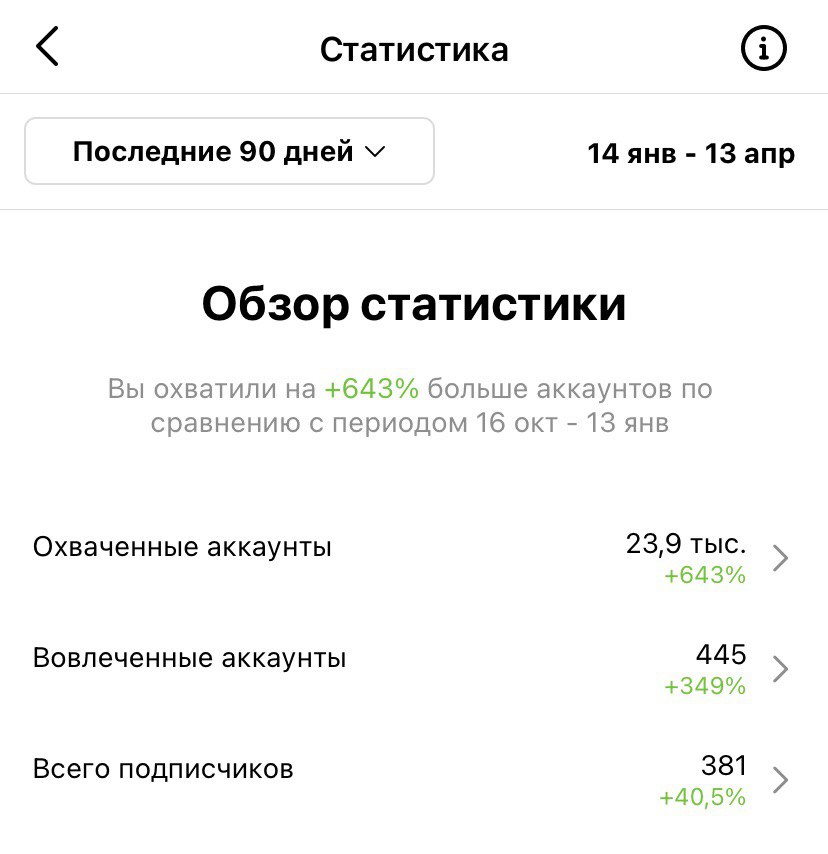 Статистика
Последние 90 дней
14 янв - 13 апр
Обзор статистики
Вы охватили на +643% больше аккаунтов по
сравнению с периодом 16 окт - 13 янв
Охваченные аккаунты
23,9 тыс.
+643%
Вовлеченные аккаунты
445
+349%
Всего подписчиков
381
+40,5%